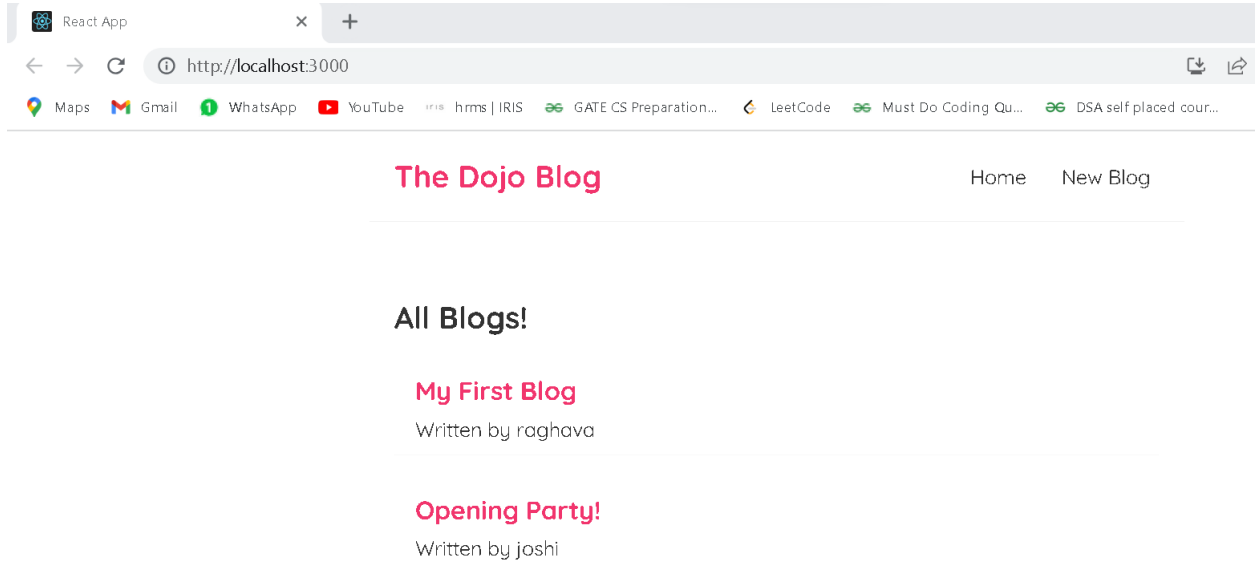 React App
http://localhost:3000
Maps Gmail 1 WhatsApp YouTube IRIS hrms | IRIS GATE CS Preparation... LeetCode Must Do Coding Qu... DSA self placed cour...
The Dojo Blog Home New Blog
All Blogs!
My First Blog
Written by raghava
Opening Party!
Written by joshi